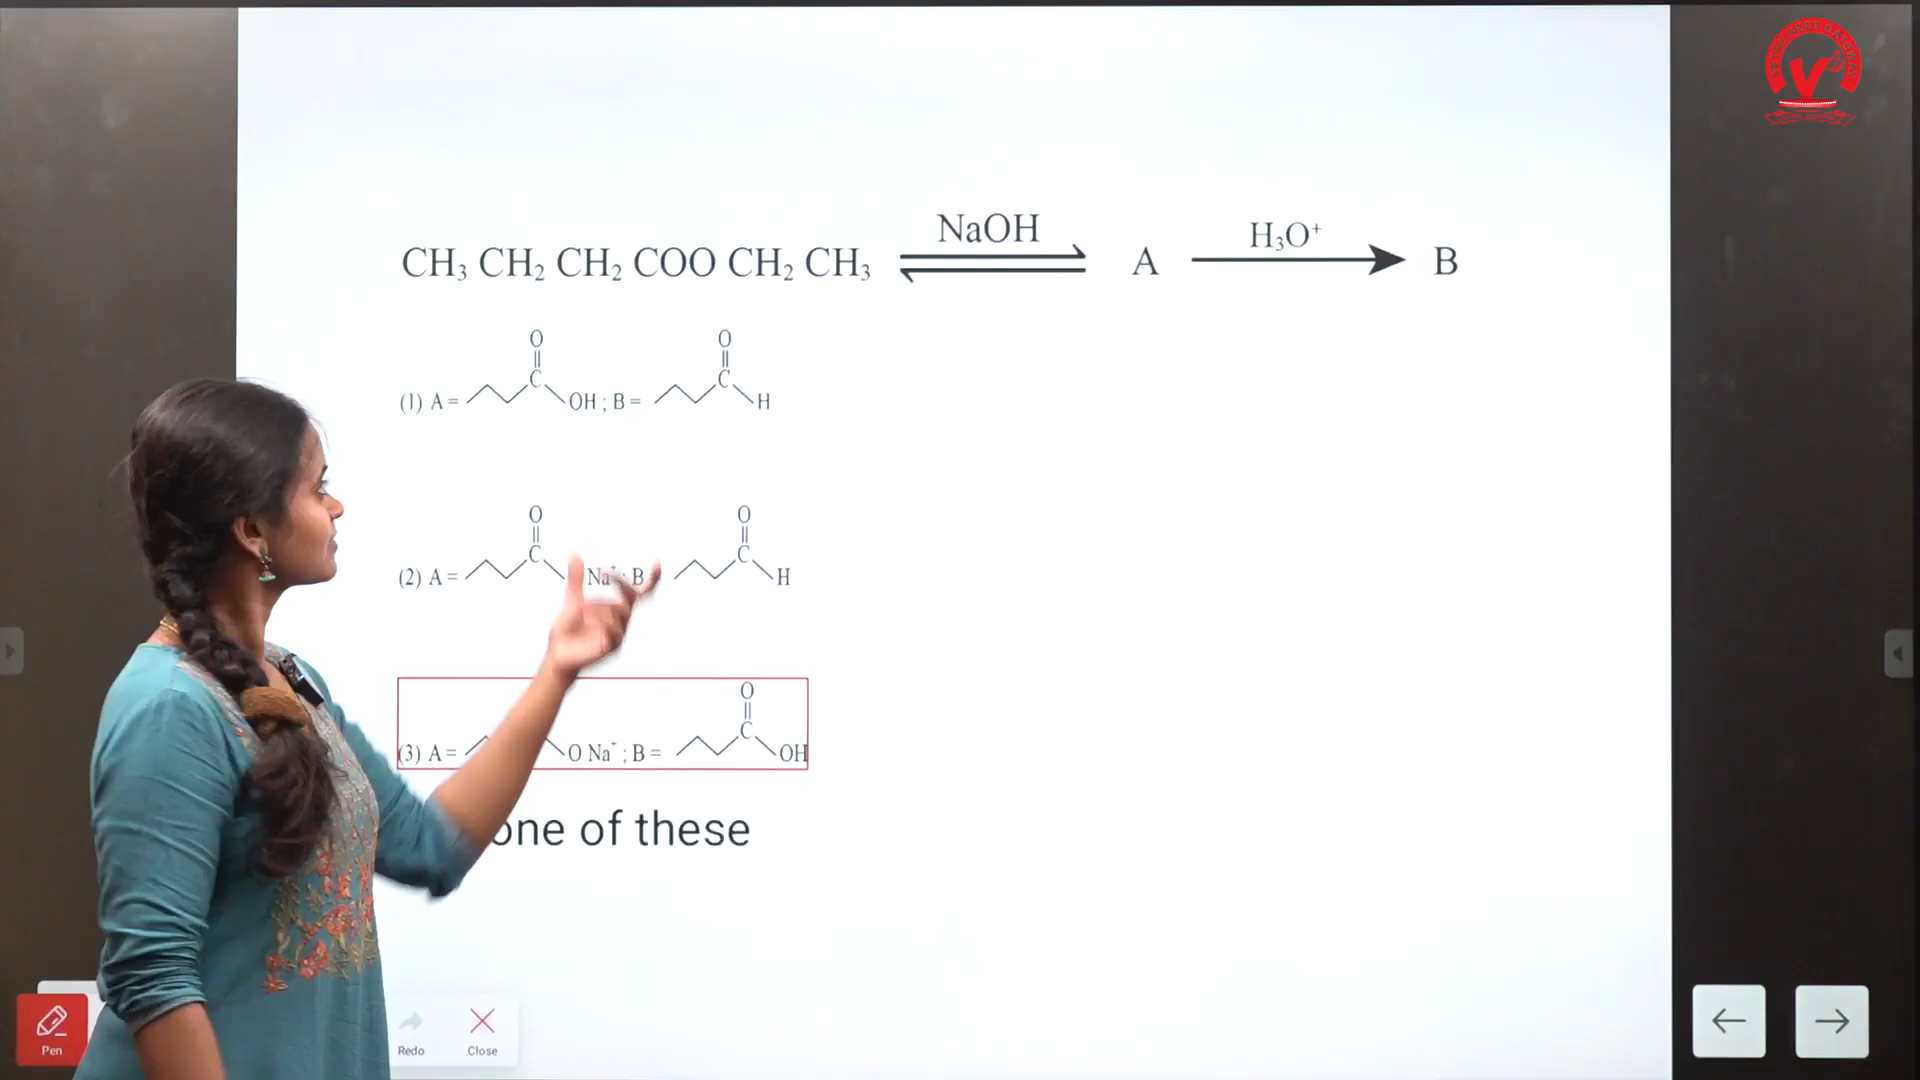 CH₃ CH₂ CH₂ COO CH₂ CH₃ NaOH A H₃O⁺ B
(1) A = O || C OH ; B = O || C H
(2) A = O || C Na⁺ ; B O || C H
(3) A = O Na⁺ ; B = O || C OH
one of these
Pen
Redo
Close